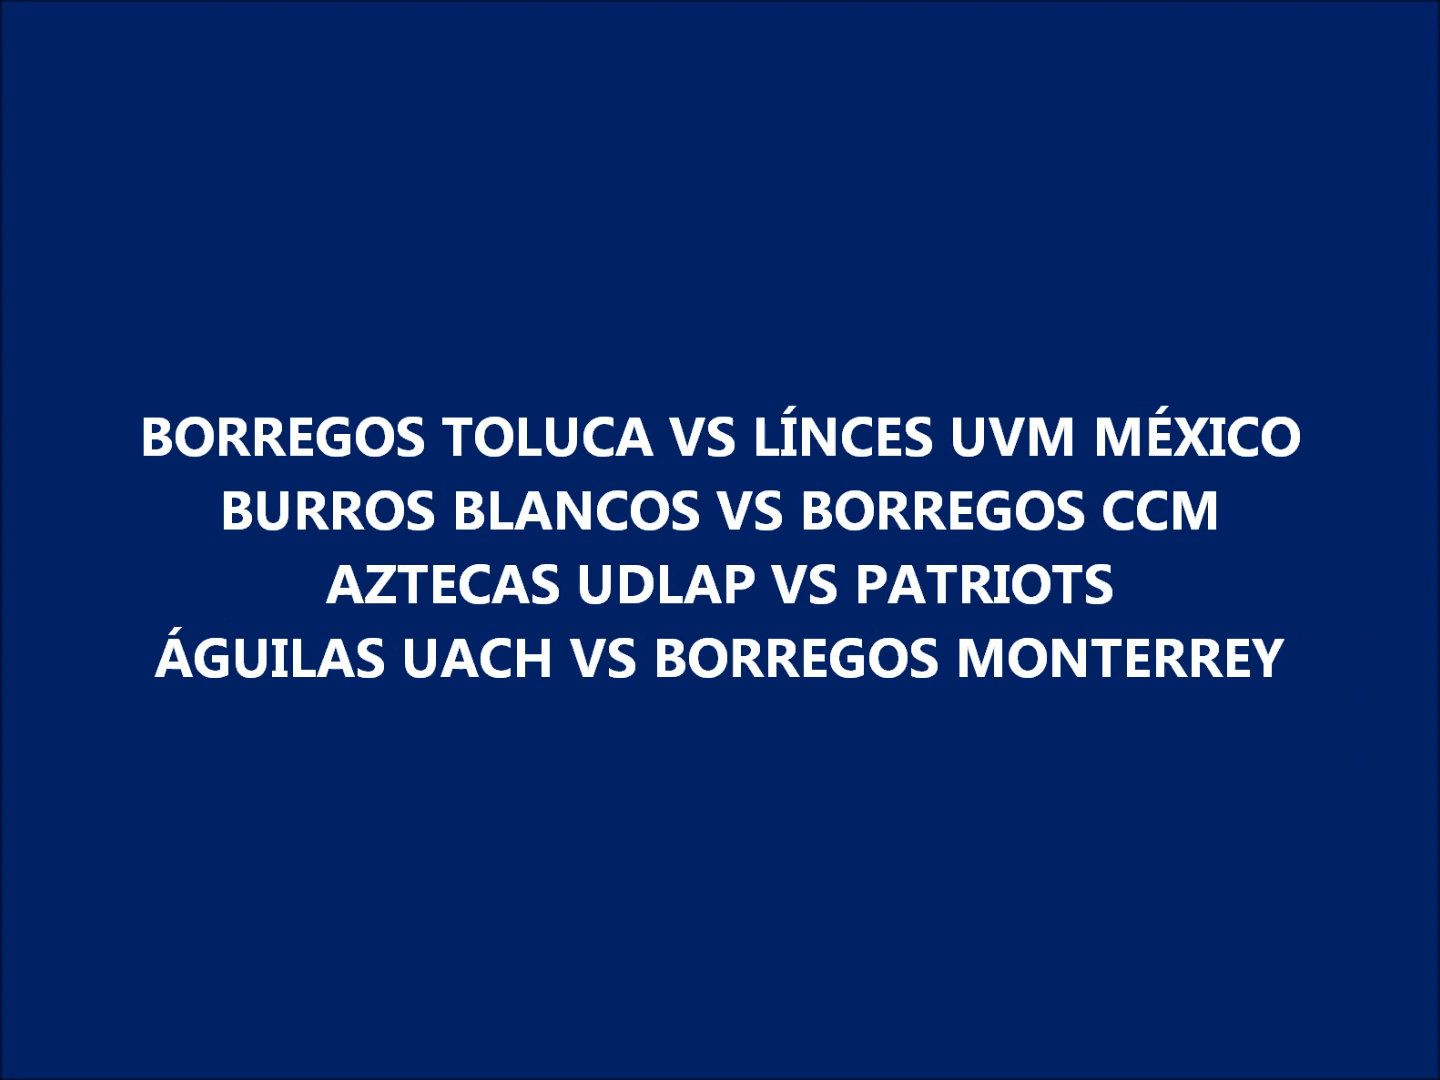 BORREGOS TOLUCA VS LÍNCES UVM MÉXICO
BURROS BLANCOS VS BORREGOS CCM
AZTECAS UDLAP VS PATRIOTS
ÁGUILAS UACH VS BORREGOS MONTERREY